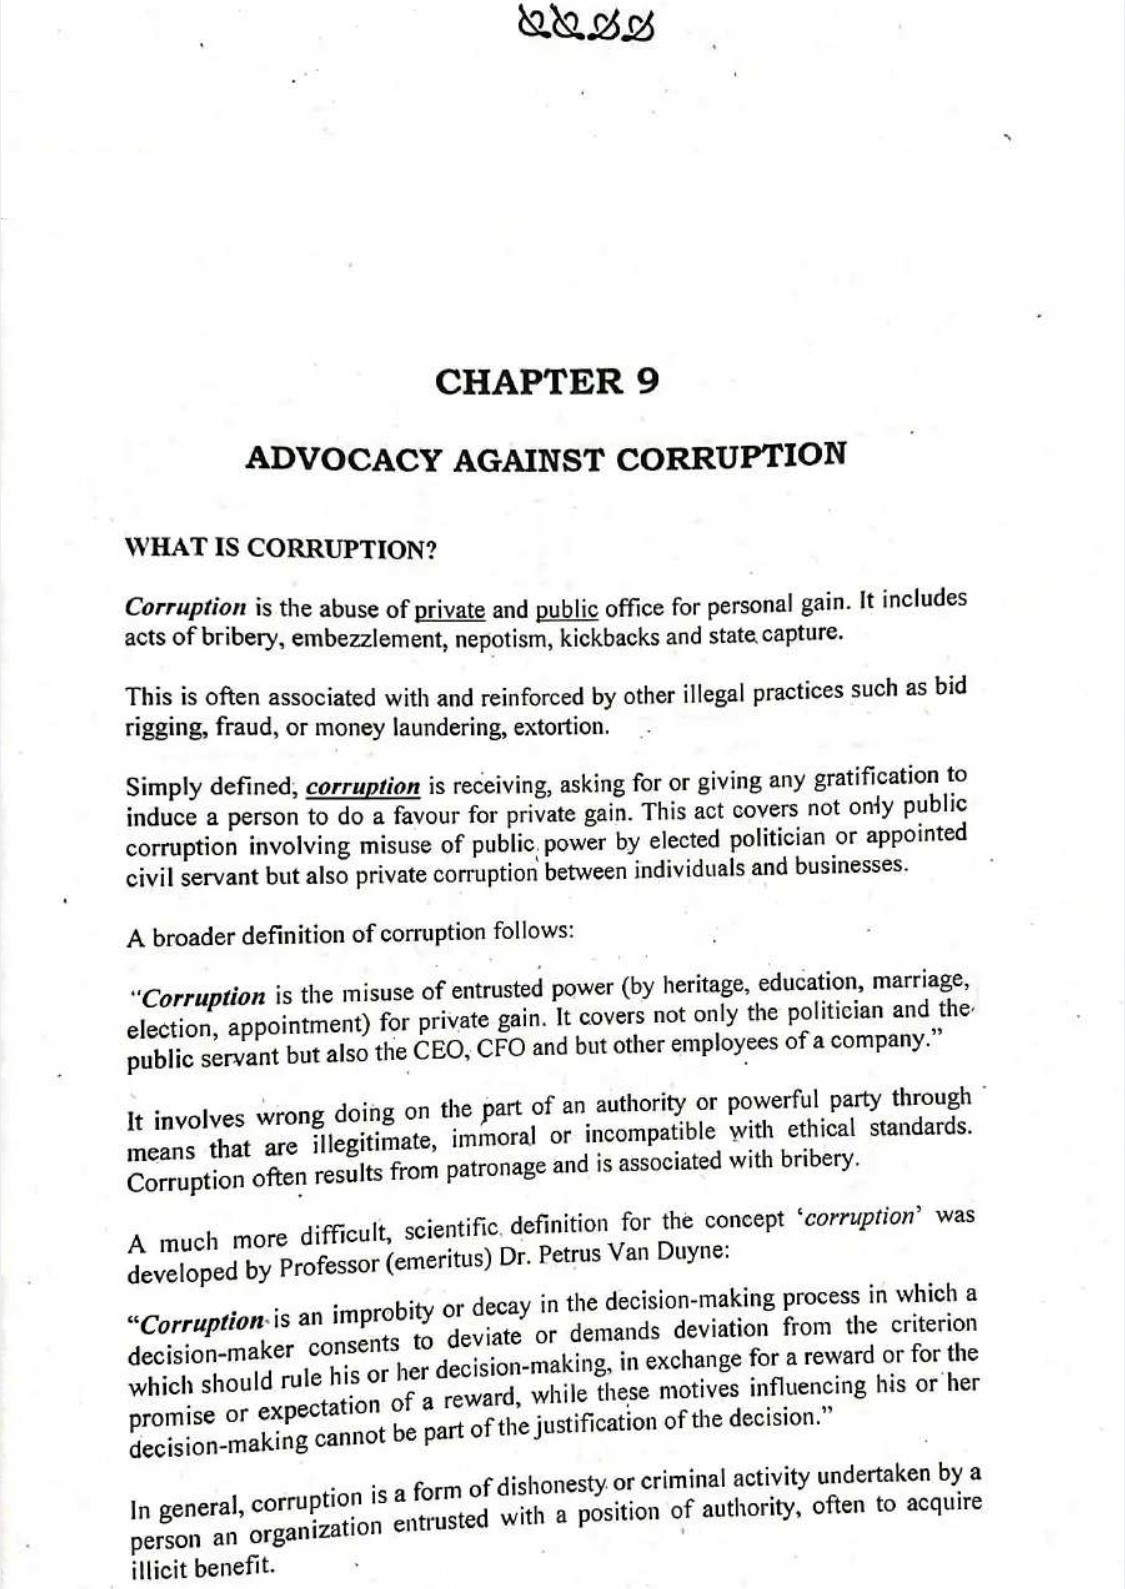 CHAPTER 9
ADVOCACY AGAINST CORRUPTION
WHAT IS CORRUPTION?
Corruption is the abuse of private and public office for personal gain. It includes
acts of bribery, embezzlement, nepotism, kickbacks and state capture.
This is often associated with and reinforced by other illegal practices such as bid
rigging, fraud, or money laundering, extortion.
Simply defined, corruption is receiving, asking for or giving any gratification to
induce a person to do a favour for private gain. This act covers not only public
corruption involving misuse of public power by elected politician or appointed
civil servant but also private corruption between individuals and businesses.
A broader definition of corruption follows:
"Corruption is the misuse of entrusted power (by heritage, education, marriage,
election, appointment) for private gain. It covers not only the politician and the
public servant but also the CEO, CFO and but other employees of a company."
It involves wrong doing on the part of an authority or powerful party through
means that are illegitimate, immoral or incompatible with ethical standards.
Corruption often results from patronage and is associated with bribery.
A much more difficult, scientific definition for the concept 'corruption' was
developed by Professor (emeritus) Dr. Petrus Van Duyne:
"Corruption is an improbity or decay in the decision-making process in which a
decision-maker consents to deviate or demands deviation from the criterion
which should rule his or her decision-making, in exchange for a reward or for the
promise or expectation of a reward, while these motives influencing his or her
decision-making cannot be part of the justification of the decision."
In general, corruption is a form of dishonesty or criminal activity undertaken by a
person an organization entrusted with a position of authority, often to acquire
illicit benefit.